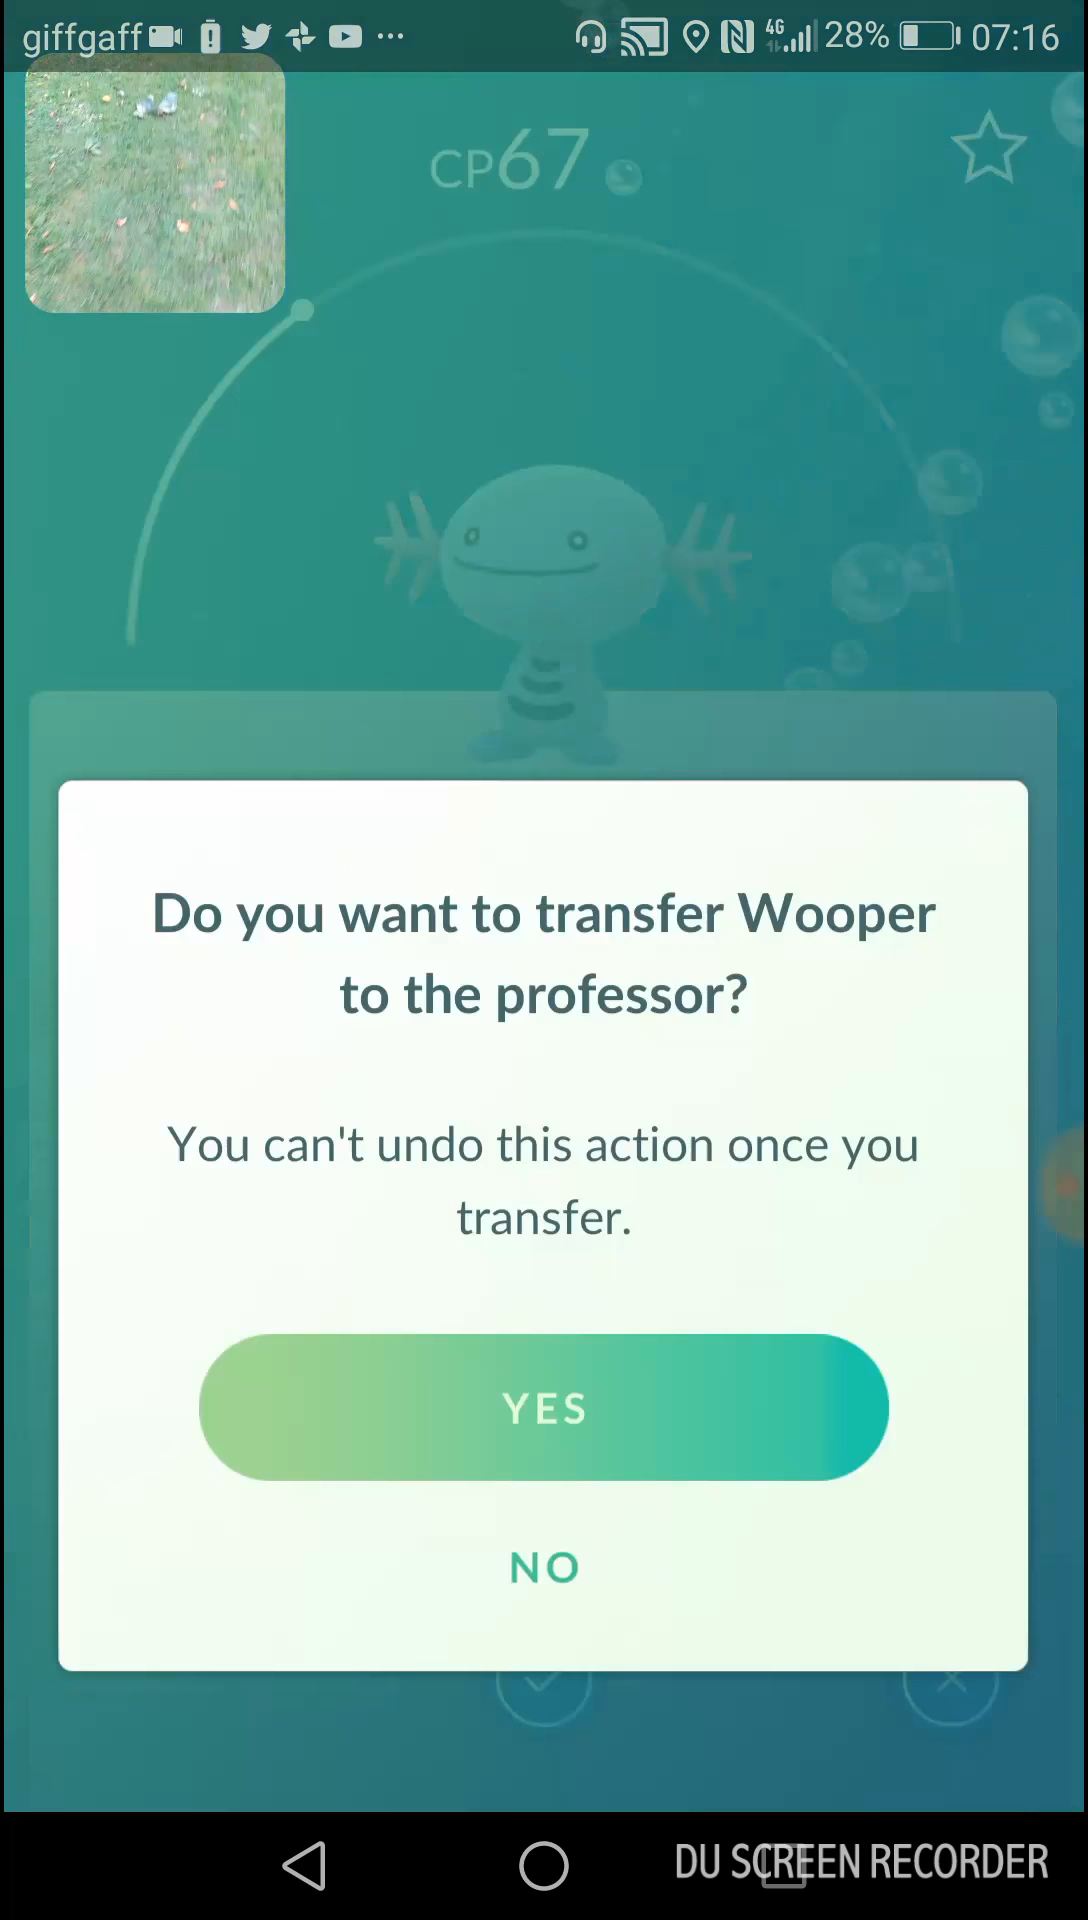 giffgaff 4G 28% 07:16
CP67
Do you want to transfer Wooper
to the professor?
You can't undo this action once you
transfer.
YES
NO
DU SCREEN RECORDER